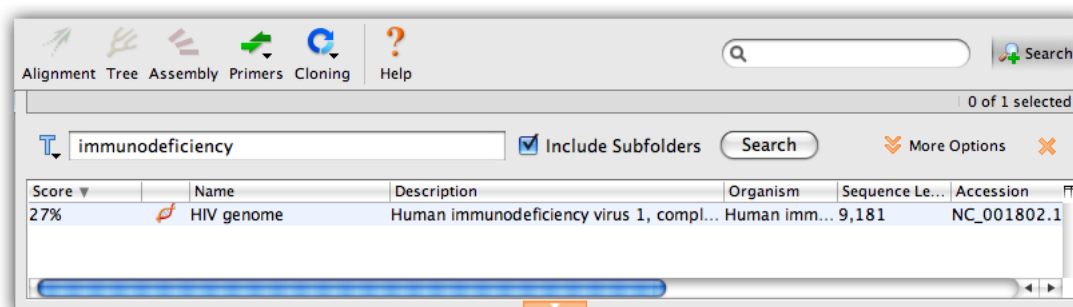 Alignment Tree Assembly Primers Cloning Help Search
0 of 1 selected
immunodeficiency Include Subfolders Search More Options
Score Name Description Organism Sequence Le... Accession
27% HIV genome Human immunodeficiency virus 1, compl... Human imm... 9,181 NC_001802.1